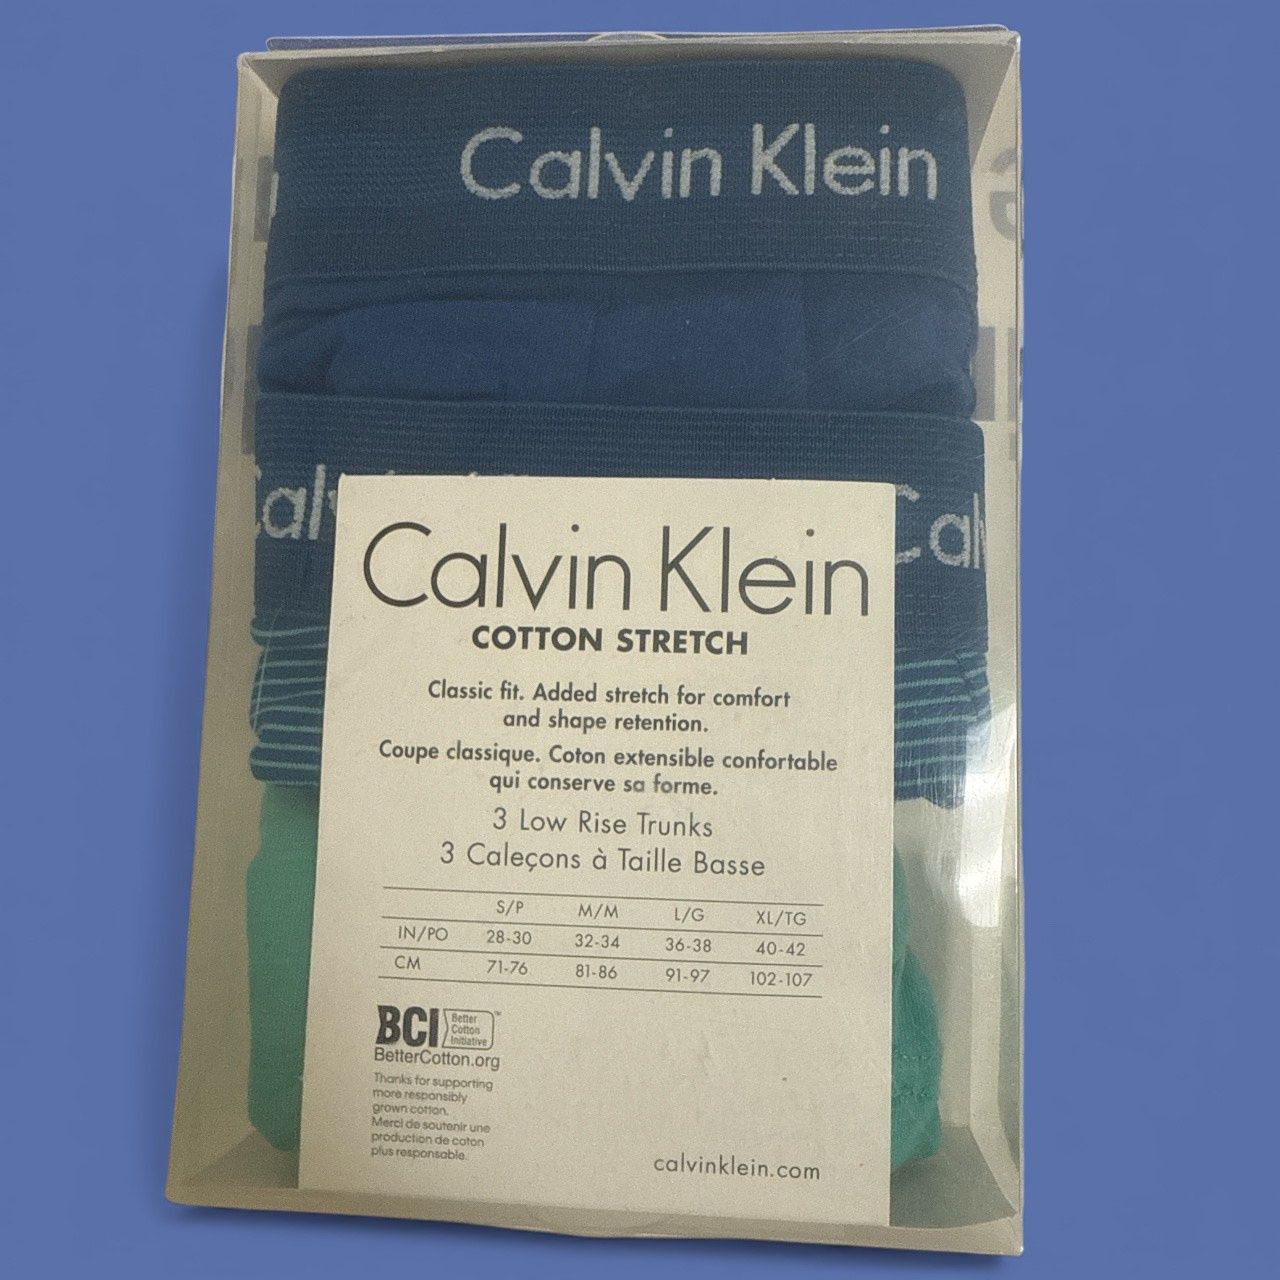 Calvin Klein
Cal
Cal
Calvin Klein
COTTON STRETCH
Classic fit. Added stretch for comfort
and shape retention.
Coupe classique. Coton extensible confortable
qui conserve sa forme.
3 Low Rise Trunks
3 Caleçons à Taille Basse
S/P M/M L/G XL/TG
IN/PO 28-30 32-34 36-38 40-42
CM 71-76 81-86 91-97 102-107
BCI Better
Cotton
Initiative™
BetterCotton.org
Thanks for supporting
more responsibly
grown cotton.
Merci de soutenir une
production de coton
plus responsable.
calvinklein.com